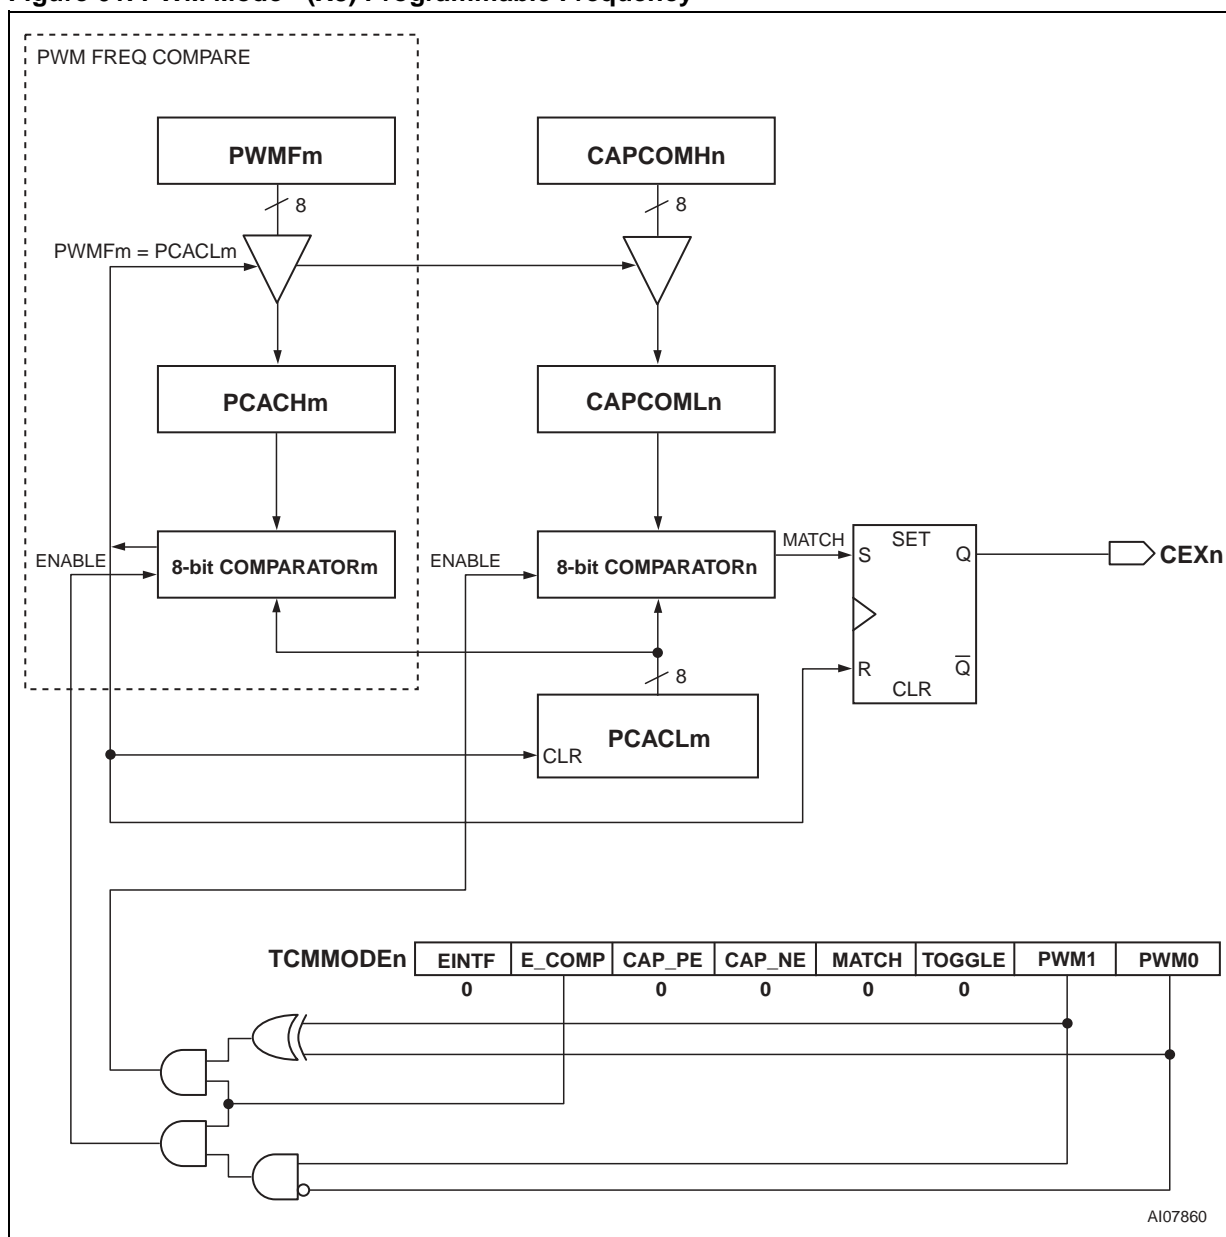 PWM FREQ COMPARE
PWMFm
CAPCOMHn
8
8
PWMFm = PCACLm
PCACHm
CAPCOMLn
ENABLE
8-bit COMPARATORm
ENABLE
8-bit COMPARATORn
MATCH
SET
S
Q
CEXn
R
Q
CLR
8
PCACLm
CLR
TCMMODEn
EINTF
E_COMP
CAP_PE
CAP_NE
MATCH
TOGGLE
PWM1
PWM0
0
0
0
0
0
AI07860